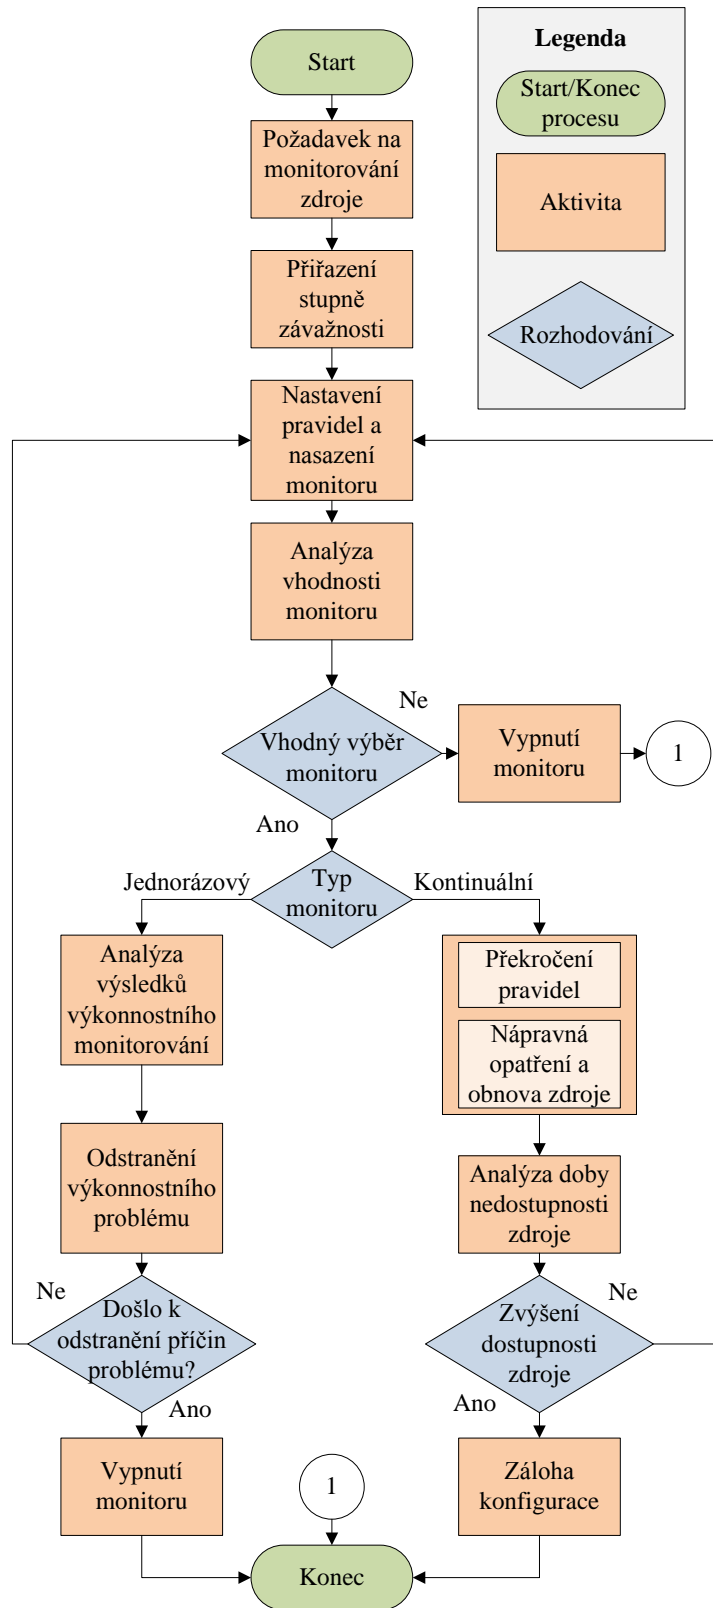 Start
Požadavek na
monitorování
zdroje
Přiřazení
stupně
závažnosti
Nastavení
pravidel a
nasazení
monitoru
Analýza
vhodnosti
monitoru
Vhodný výběr
monitoru
Ne
Vypnutí
monitoru
1
Ano
Typ
monitoru
Jednorázový
Kontinuální
Analýza
výsledků
výkonnostního
monitorování
Odstranění
výkonnostního
problému
Ne
Došlo k
odstranění příčin
problému?
Ano
Vypnutí
monitoru
Překročení
pravidel
Nápravná
opatření a
obnova zdroje
Analýza doby
nedostupnosti
zdroje
Zvýšení
dostupnosti
zdroje
Ne
Ano
Záloha
konfigurace
1
Konec
Legenda
Start/Konec
procesu
Aktivita
Rozhodování